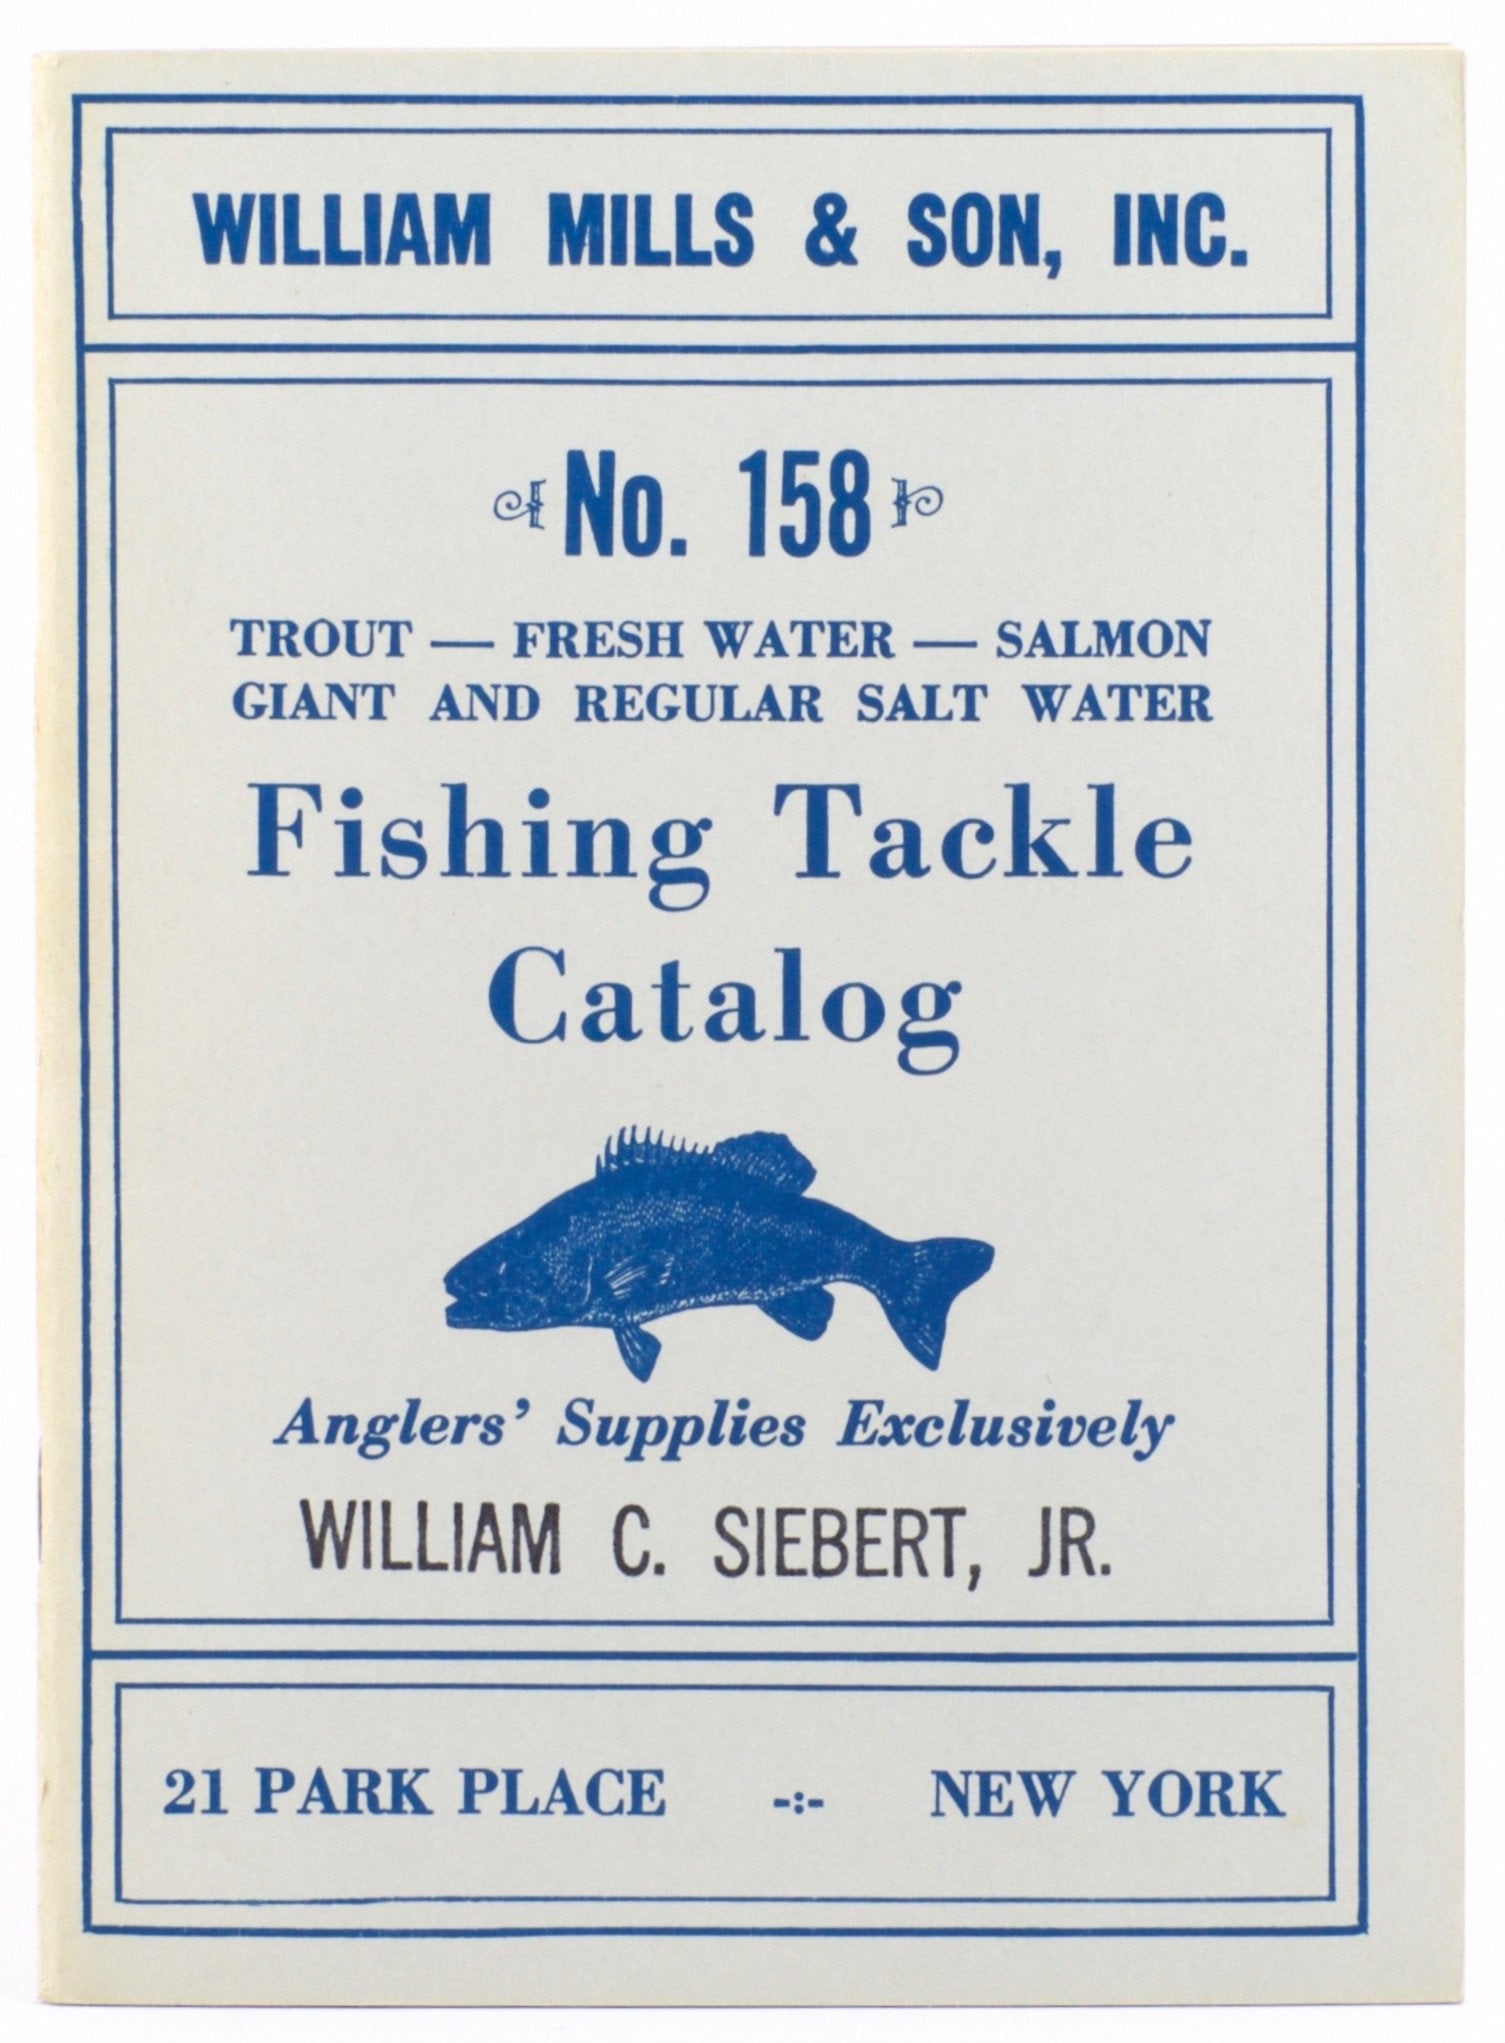 WILLIAM MILLS & SON, INC.
No. 158
TROUT — FRESH WATER — SALMON
GIANT AND REGULAR SALT WATER
Fishing Tackle
Catalog
Anglers' Supplies Exclusively
WILLIAM C. SIEBERT, JR.
21 PARK PLACE -:- NEW YORK